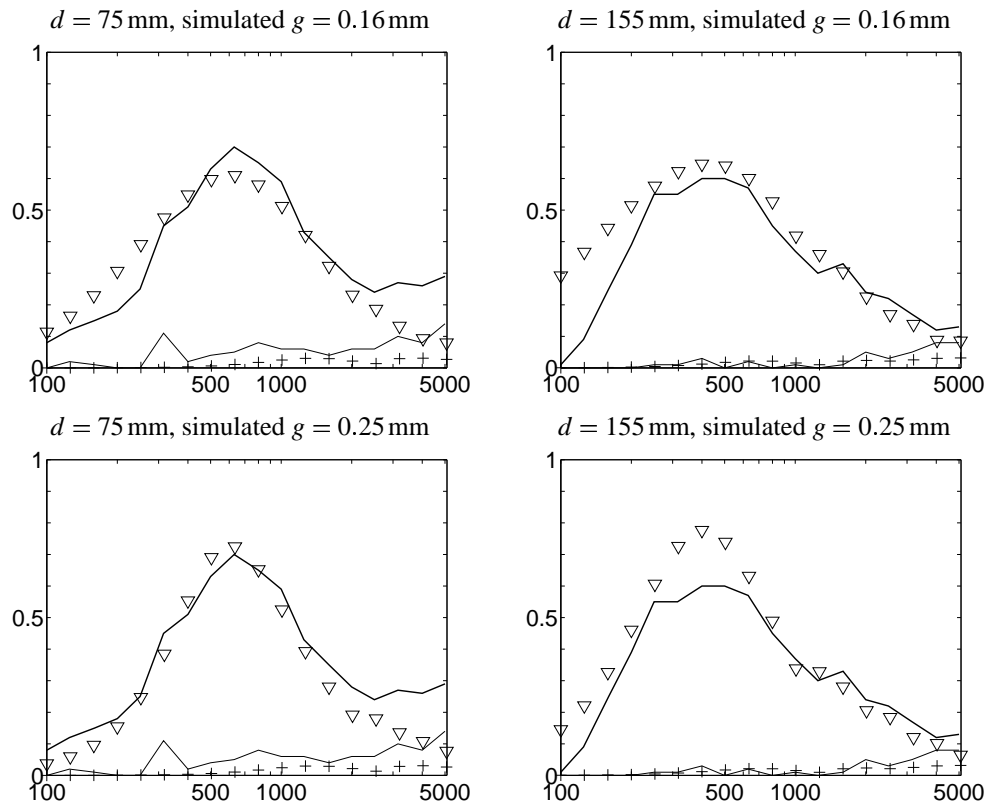 d = 75 mm, simulated g = 0.16 mm
1
0.5
0
100 500 1000 5000
d = 155 mm, simulated g = 0.16 mm
1
0.5
0
100 500 1000 5000
d = 75 mm, simulated g = 0.25 mm
1
0.5
0
100 500 1000 5000
d = 155 mm, simulated g = 0.25 mm
1
0.5
0
100 500 1000 5000